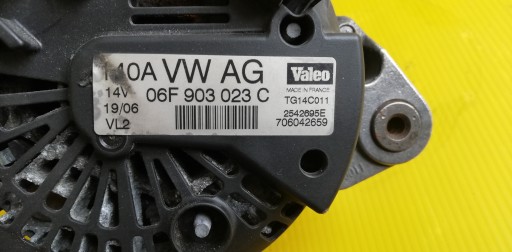 140A VW AG
Valeo
MADE IN FRANCE
14V 06F 903 023 C
TG14C011
19/06
2542695E
VL2
706042659